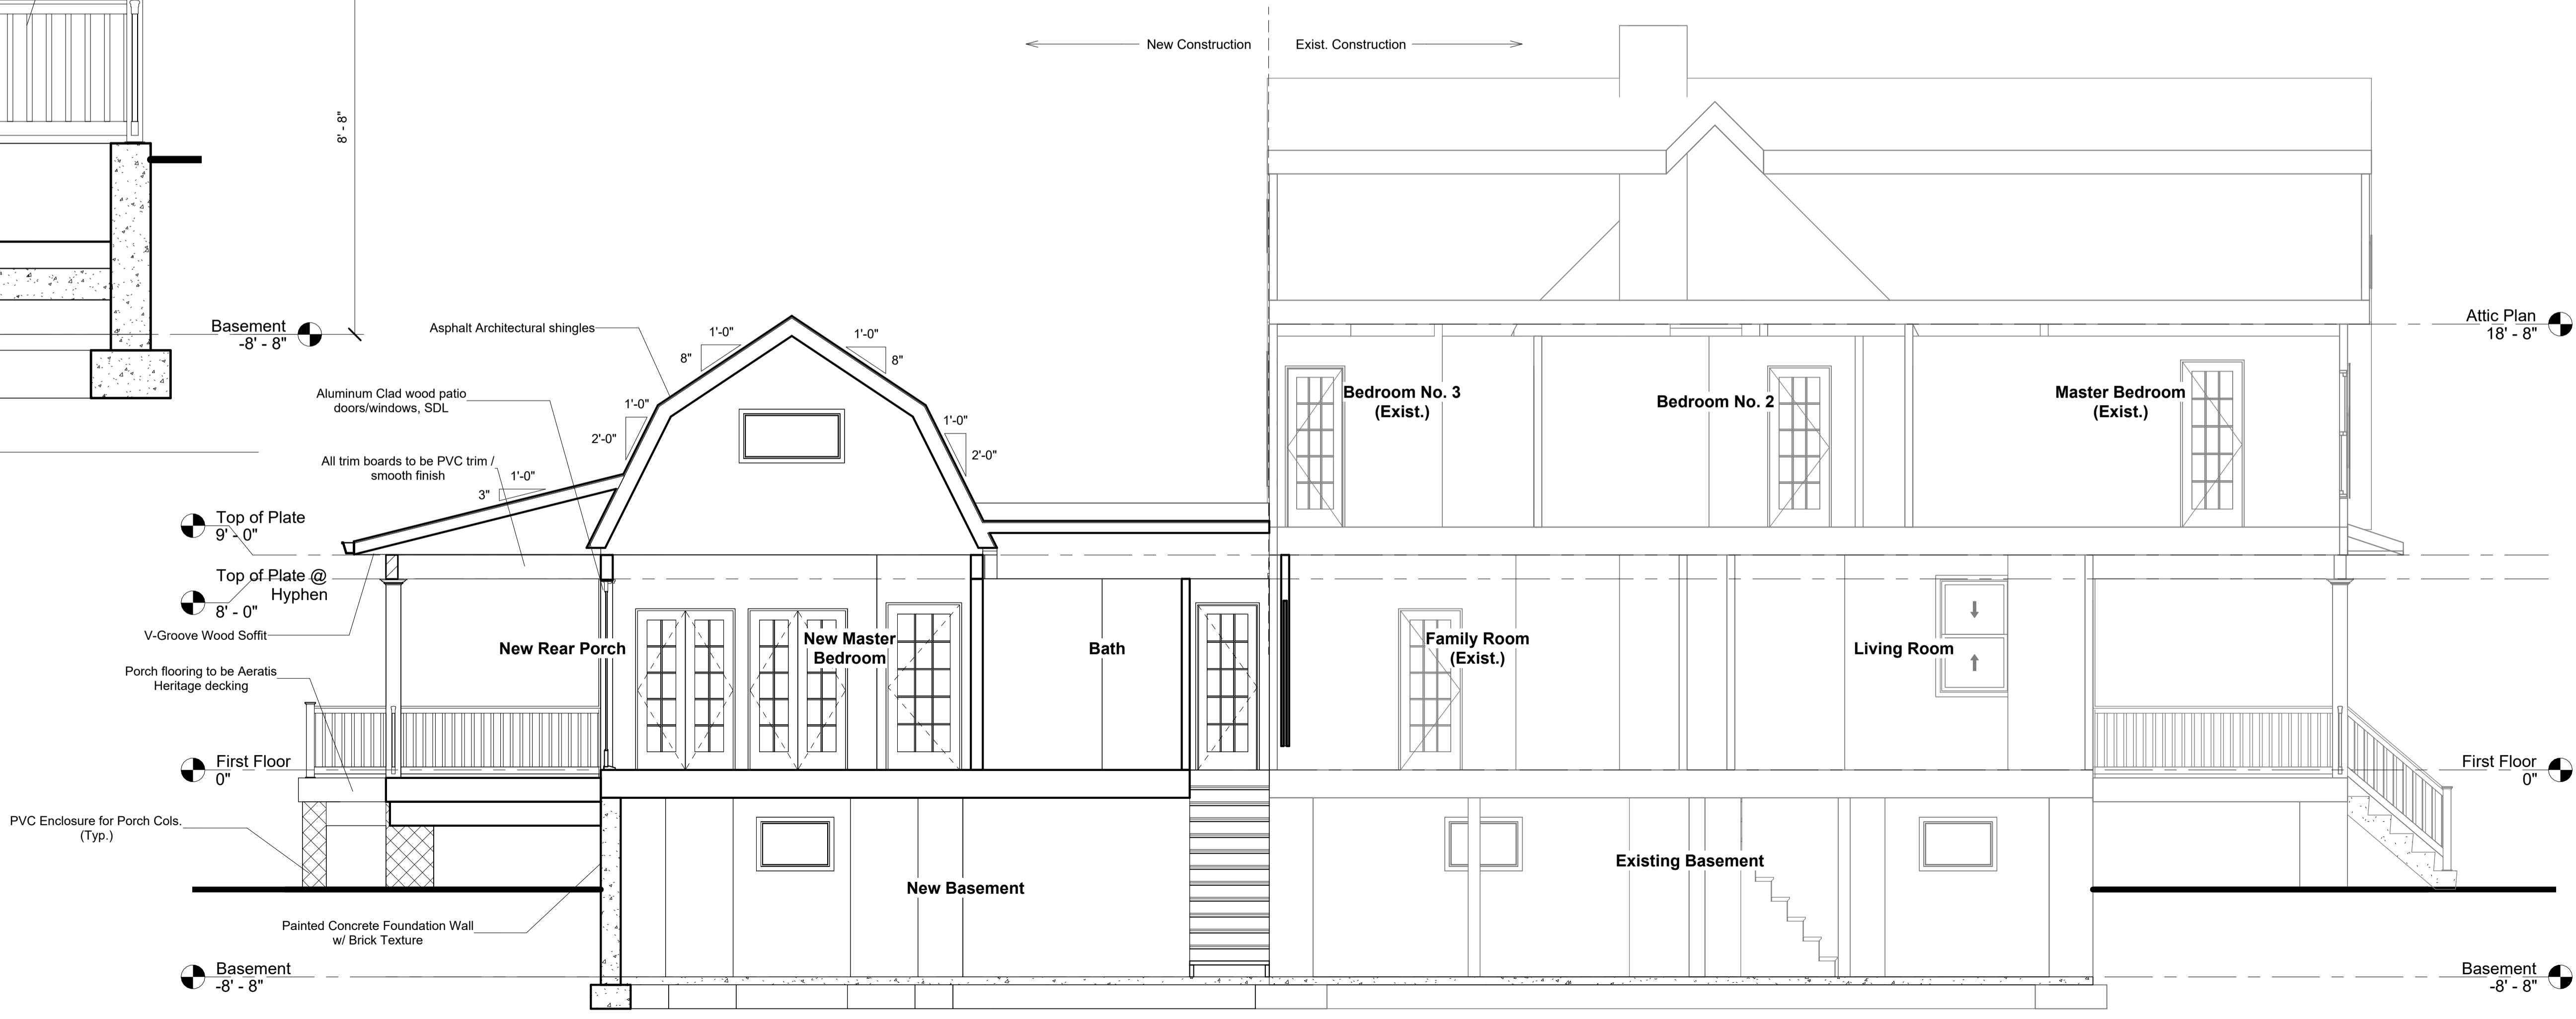 New Construction
Exist. Construction
8' - 8"
Basement
-8' - 8"
Asphalt Architectural shingles
1'-0"
8"
1'-0"
8"
Attic Plan
18' - 8"
Aluminum Clad wood patio
doors/windows, SDL
1'-0"
2'-0"
1'-0"
2'-0"
Bedroom No. 3
(Exist.)
Bedroom No. 2
Master Bedroom
(Exist.)
All trim boards to be PVC trim /
smooth finish
1'-0"
3"
Top of Plate
9' - 0"
Top of Plate @
Hyphen
8' - 0"
V-Groove Wood Soffit
New Rear Porch
New Master
Bedroom
Bath
Family Room
(Exist.)
Living Room
Porch flooring to be Aeratis
Heritage decking
First Floor
0"
First Floor
0"
PVC Enclosure for Porch Cols.
(Typ.)
New Basement
Existing Basement
Painted Concrete Foundation Wall
w/ Brick Texture
Basement
-8' - 8"
Basement
-8' - 8"